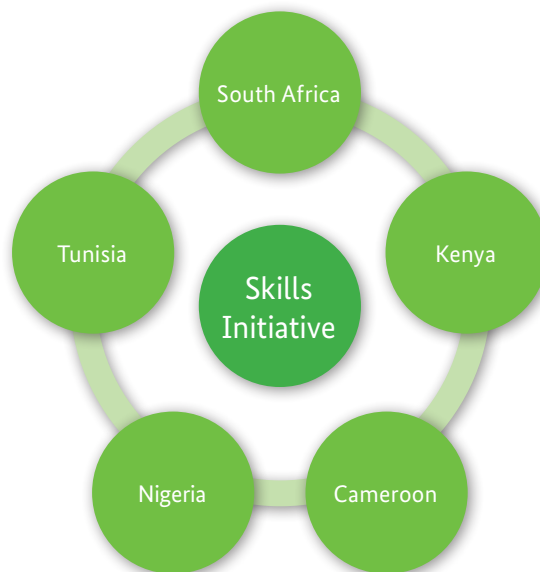 South Africa
Tunisia
Kenya
Skills
Initiative
Nigeria
Cameroon